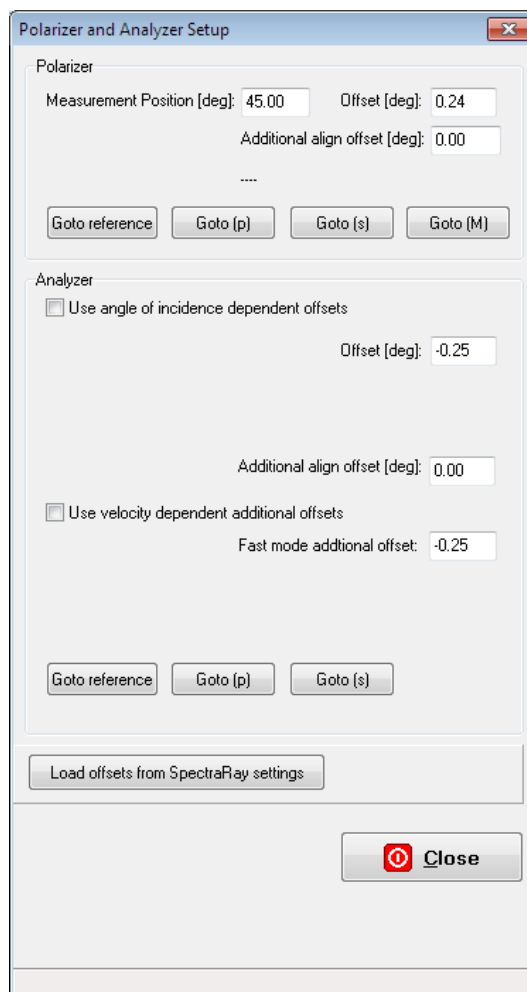 Polarizer and Analyzer Setup
Polarizer
Measurement Position [deg]: 45.00 Offset [deg]: 0.24
Additional align offset [deg]: 0.00
----
Goto reference Goto (p) Goto (s) Goto (M)
Analyzer
Use angle of incidence dependent offsets
Offset [deg]: -0.25
Additional align offset [deg]: 0.00
Use velocity dependent additional offsets
Fast mode addtional offset: -0.25
Goto reference Goto (p) Goto (s)
Load offsets from SpectraRay settings
Close